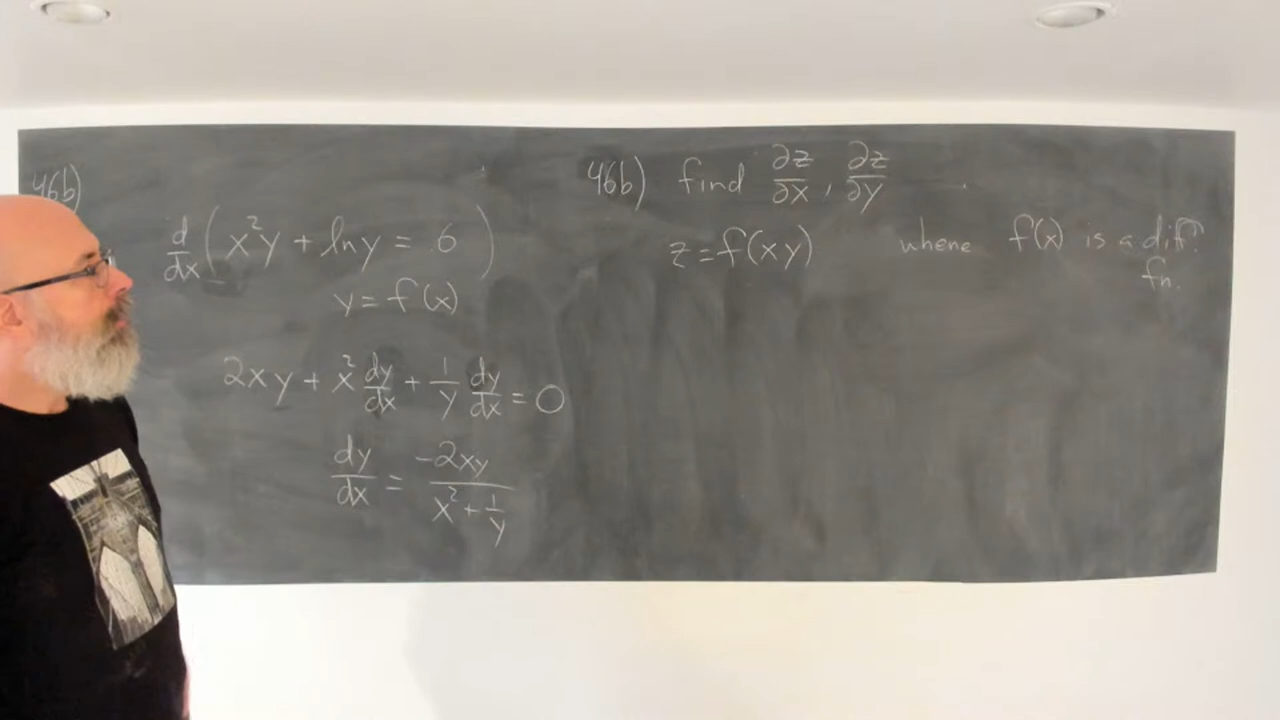 46b)
d/dx (x²y + ln y = 6)
y = f(x)
2xy + x² dy/dx + 1/y dy/dx = 0
dy/dx = -2xy / (x² + 1/y)
46b) find ∂z/∂x, ∂z/∂y
z = f(xy) where f(x) is a dif.
fn.